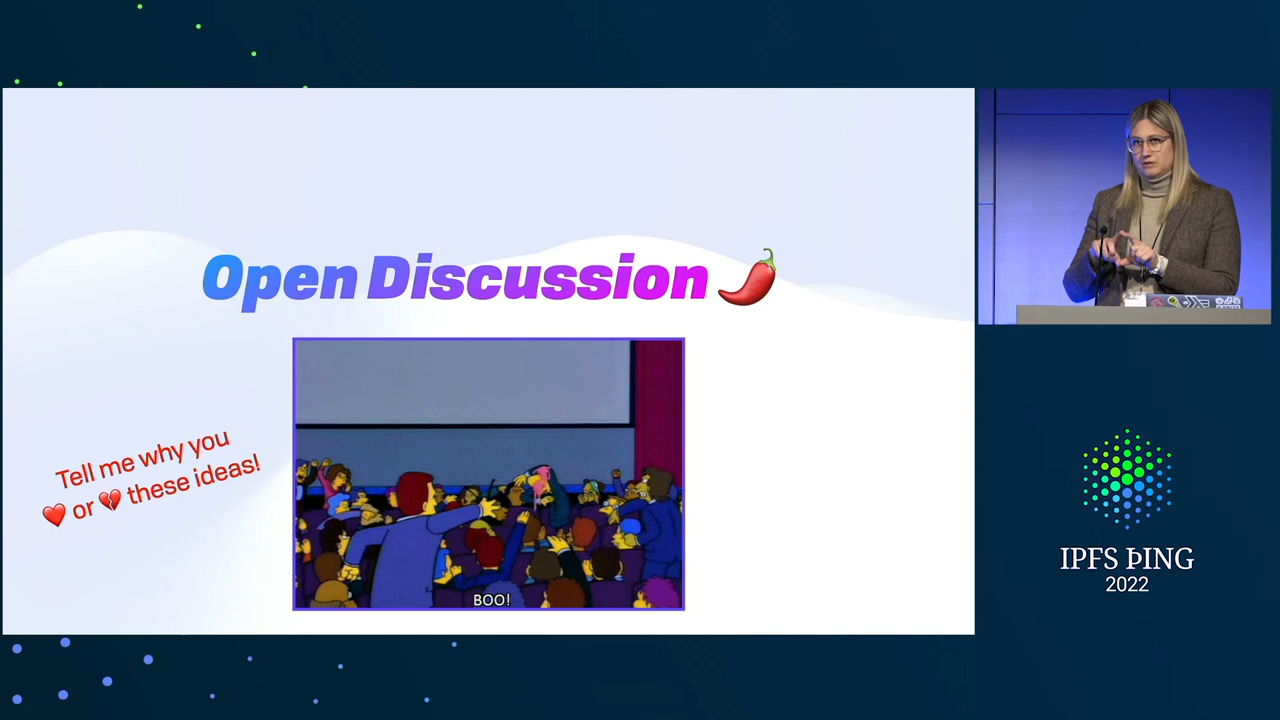 Open Discussion 🌶️
Tell me why you
❤️ or 💔 these ideas!
BOO!
IPFS ÞING
2022